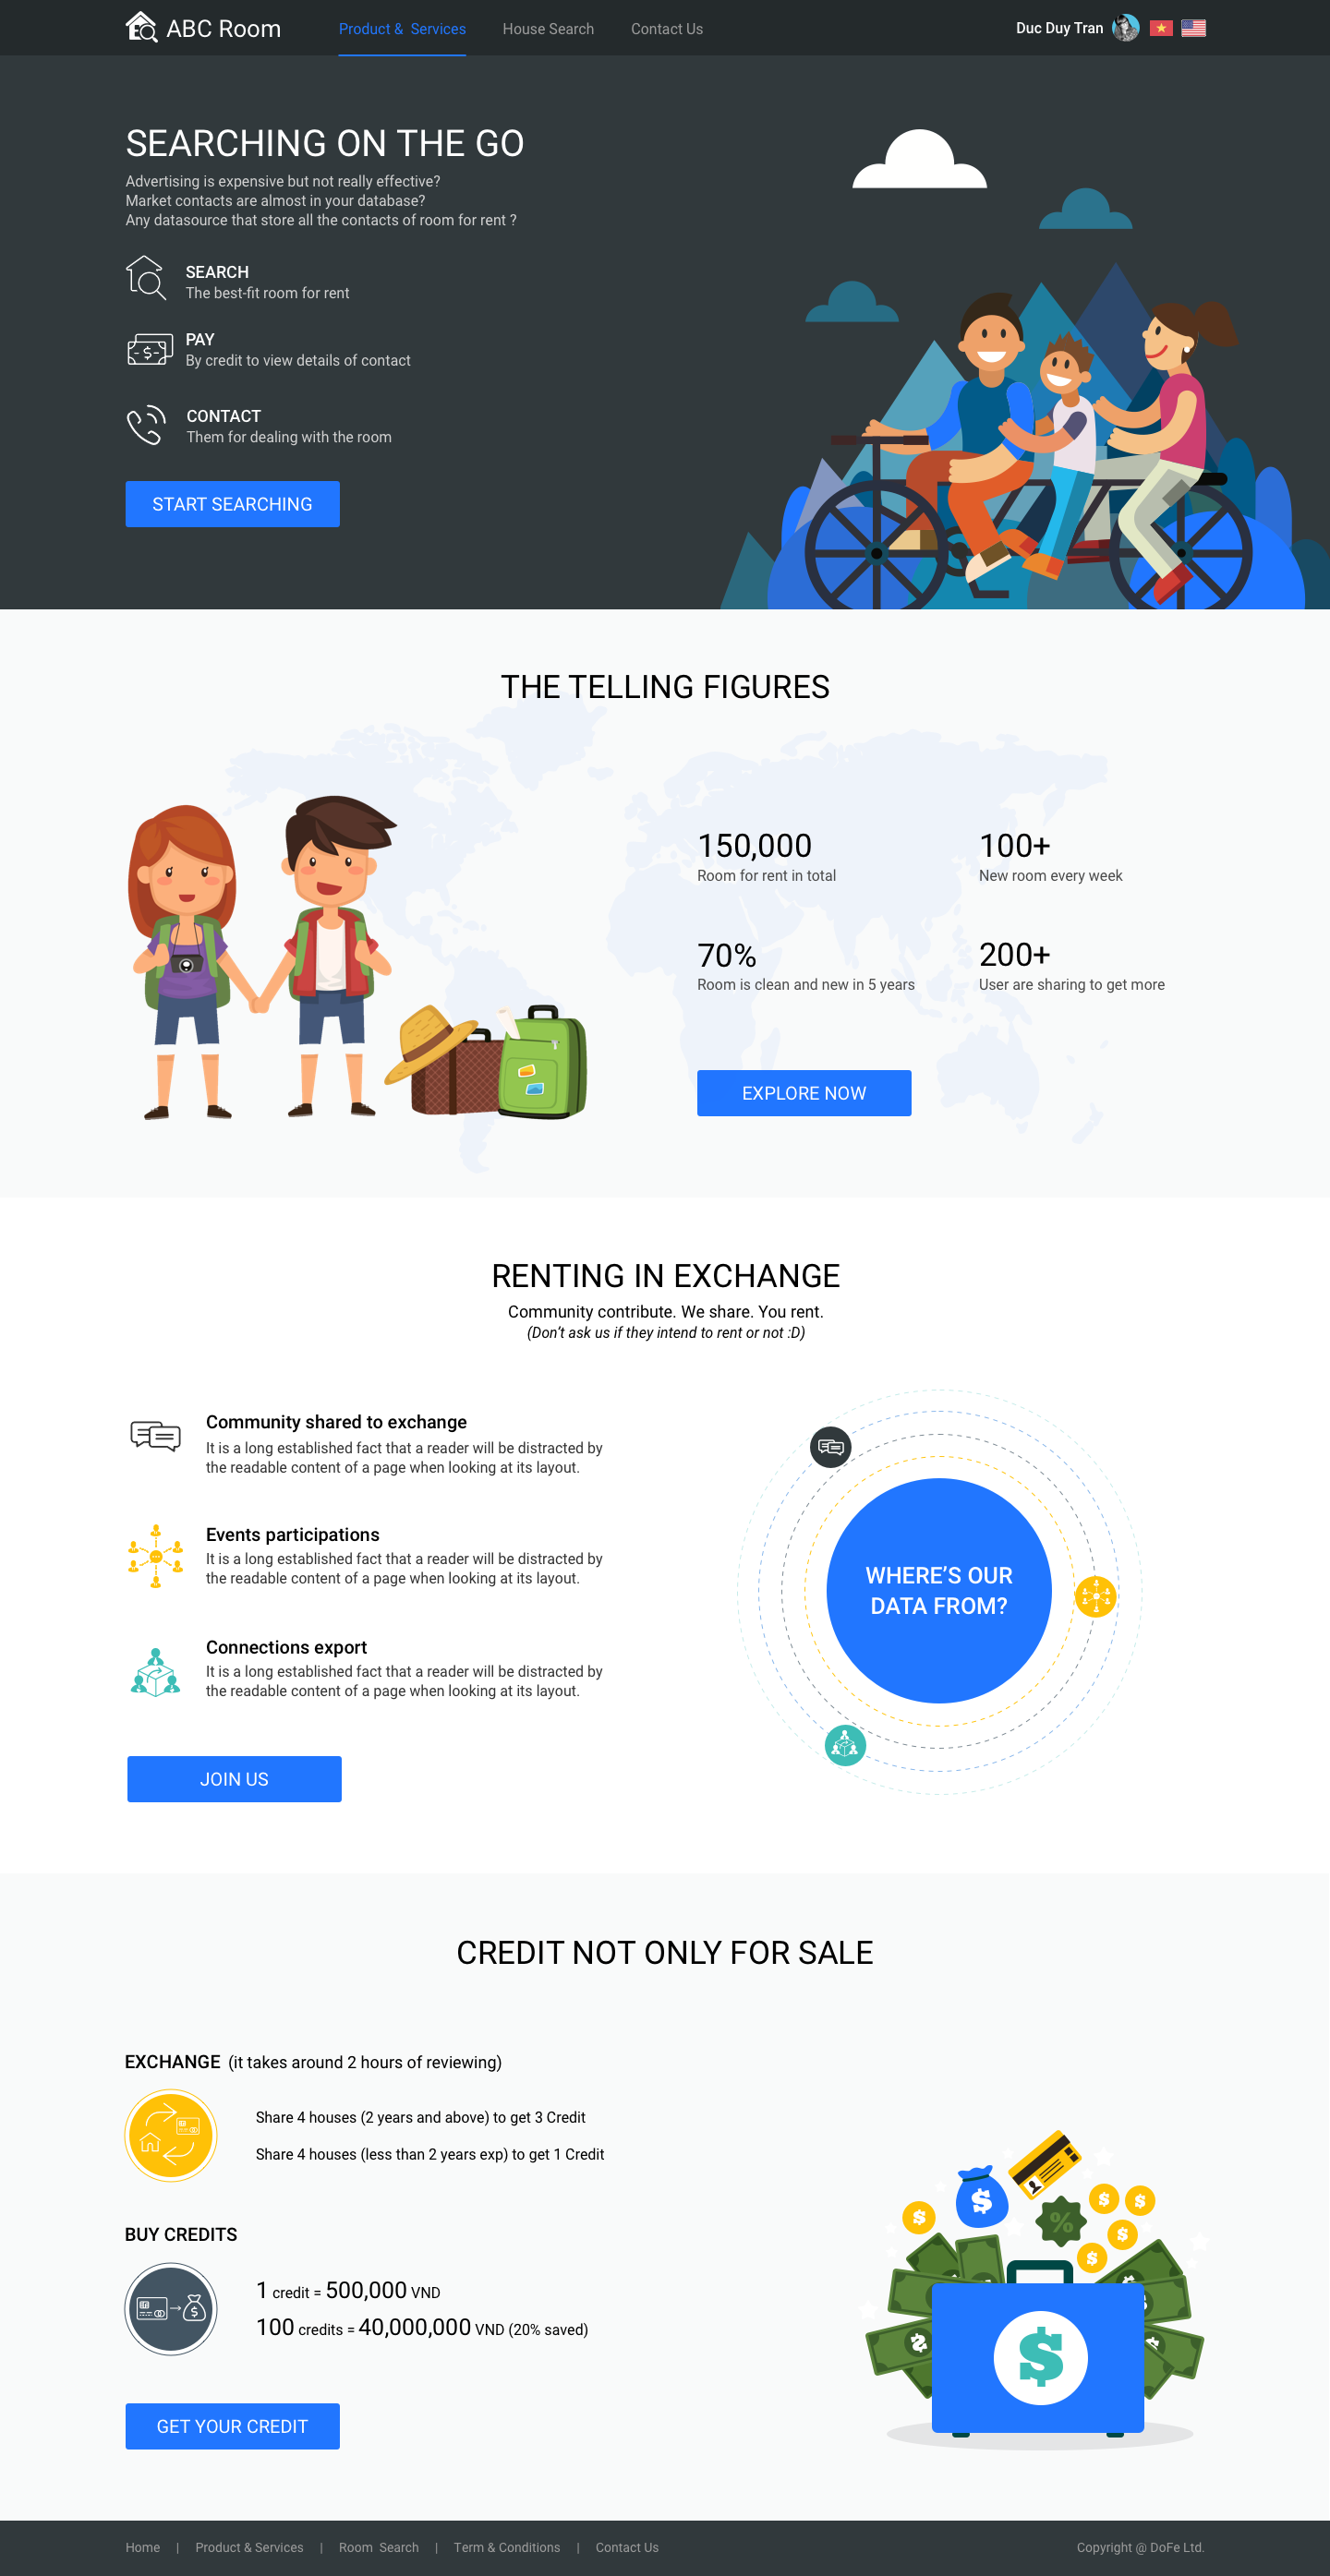 ABC Room
Product & Services
House Search
Contact Us
Duc Duy Tran
SEARCHING ON THE GO
Advertising is expensive but not really effective?
Market contacts are almost in your database?
Any datasource that store all the contacts of room for rent ?
SEARCH
The best-fit room for rent
PAY
By credit to view details of contact
CONTACT
Them for dealing with the room
START SEARCHING
THE TELLING FIGURES
150,000
Room for rent in total
100+
New room every week
70%
Room is clean and new in 5 years
200+
User are sharing to get more
EXPLORE NOW
RENTING IN EXCHANGE
Community contribute. We share. You rent.
(Don't ask us if they intend to rent or not :D)
Community shared to exchange
It is a long established fact that a reader will be distracted by
the readable content of a page when looking at its layout.
Events participations
It is a long established fact that a reader will be distracted by
the readable content of a page when looking at its layout.
Connections export
It is a long established fact that a reader will be distracted by
the readable content of a page when looking at its layout.
JOIN US
WHERE'S OUR
DATA FROM?
CREDIT NOT ONLY FOR SALE
EXCHANGE (it takes around 2 hours of reviewing)
Share 4 houses (2 years and above) to get 3 Credit
Share 4 houses (less than 2 years exp) to get 1 Credit
BUY CREDITS
1 credit = 500,000 VND
100 credits = 40,000,000 VND (20% saved)
GET YOUR CREDIT
Home | Product & Services | Room Search | Term & Conditions | Contact Us
Copyright @ DoFe Ltd.